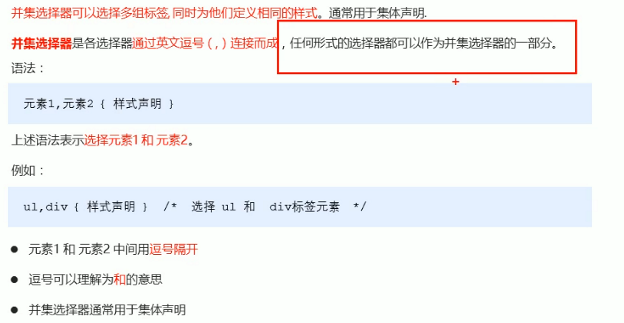 并集选择器可以选择多组标签, 同时为他们定义相同的样式。通常用于集体声明.
并集选择器是各选择器通过英文逗号 ( , ) 连接而成 , 任何形式的选择器都可以作为并集选择器的一部分。
语法：
元素1,元素2 { 样式声明 }
上述语法表示选择元素1 和 元素2。
例如：
ul,div { 样式声明 }  /*  选择 ul 和  div标签元素  */
● 元素1 和 元素2 中间用逗号隔开
● 逗号可以理解为和的意思
● 并集选择器通常用于集体声明